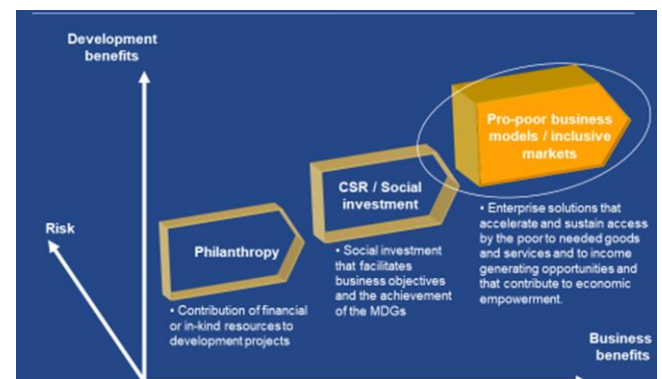 Development
benefits
Pro-poor business
models / inclusive
markets
CSR / Social
investment
Risk
Philanthropy
• Enterprise solutions that
accelerate and sustain access
by the poor to needed goods
and services and to income
generating opportunities and
that contribute to economic
empowerment.
• Social investment
that facilitates
business objectives
and the achievement
of the MDGs
• Contribution of financial
or in-kind resources to
development projects
Business
benefits